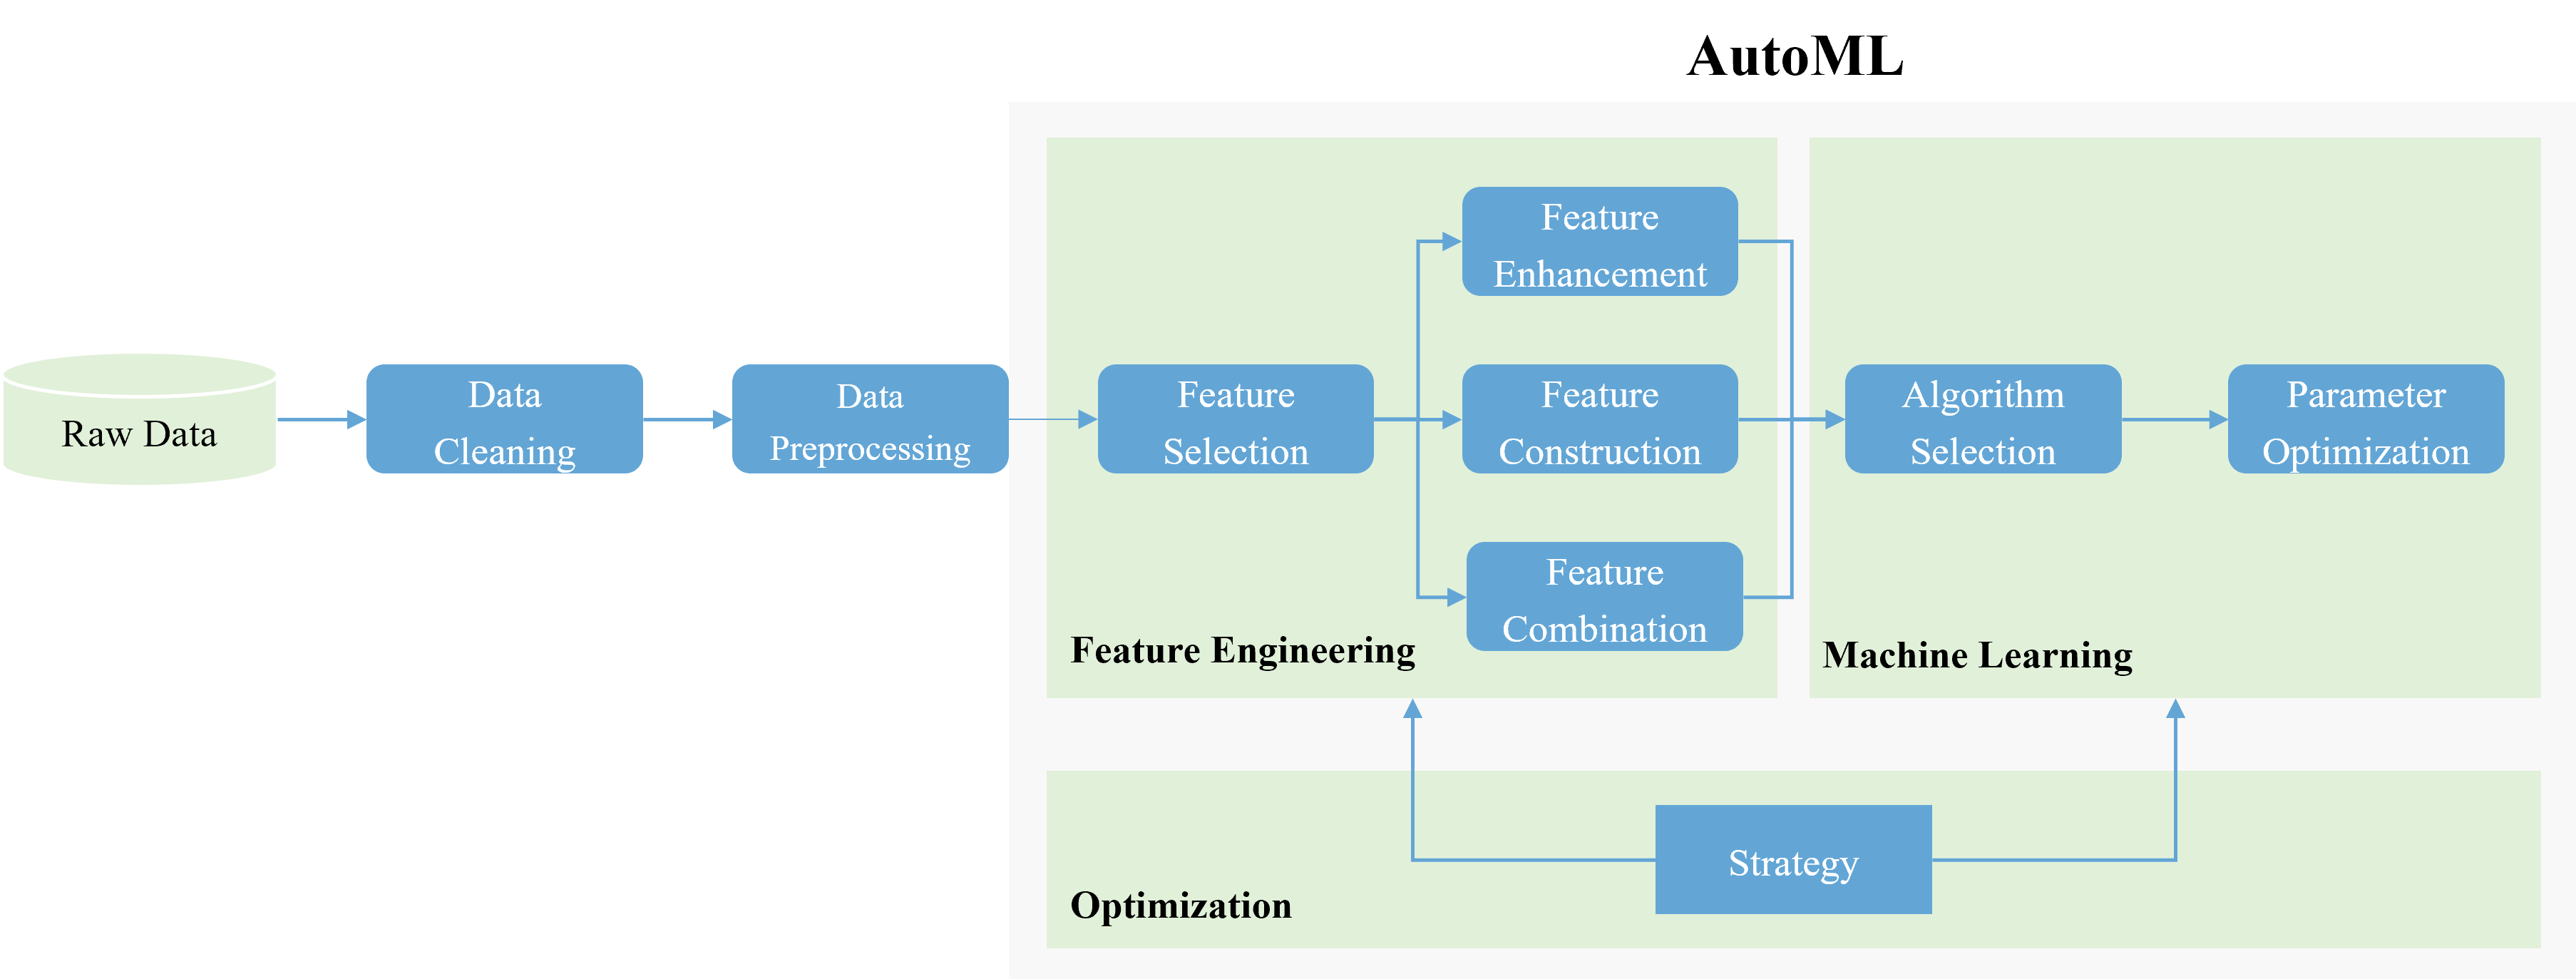 AutoML
Raw Data
Data
Cleaning
Data
Preprocessing
Feature
Selection
Feature
Enhancement
Feature
Construction
Feature
Combination
Feature Engineering
Algorithm
Selection
Parameter
Optimization
Machine Learning
Strategy
Optimization